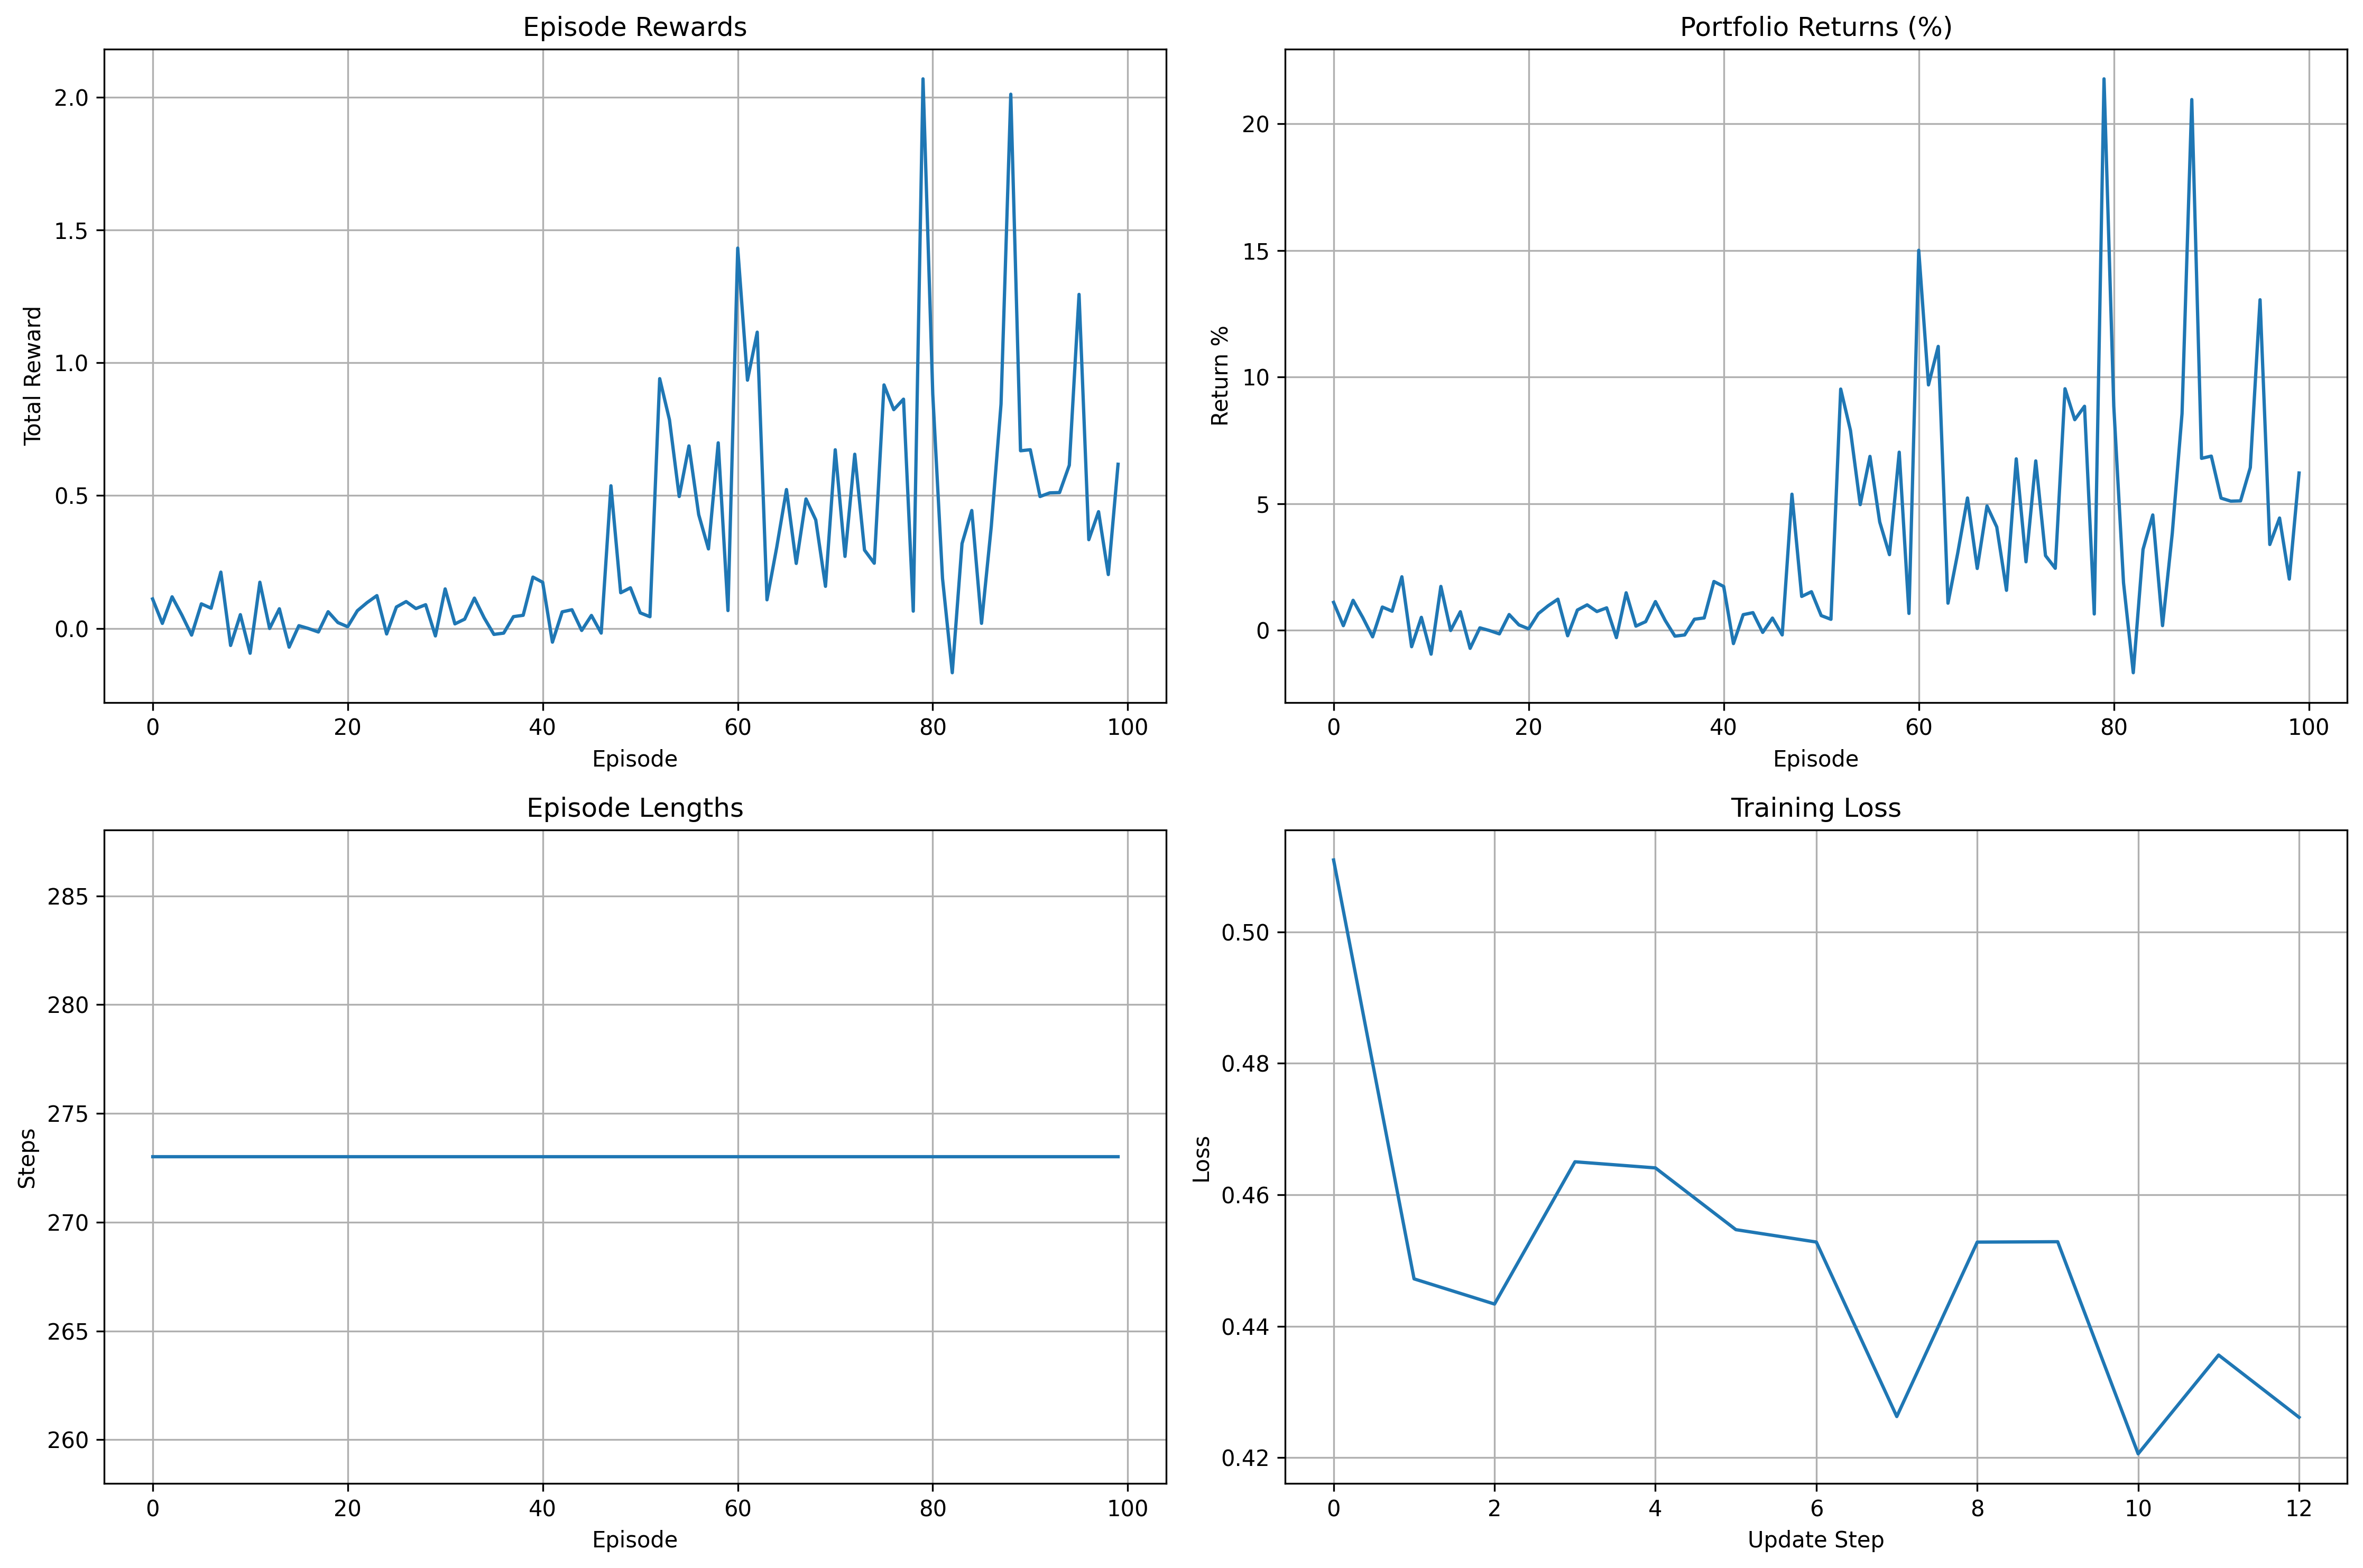 Episode Rewards
Total Reward
2.0
1.5
1.0
0.5
0.0
0 20 40 60 80 100
Episode
Portfolio Returns (%)
Return %
20
15
10
5
0
0 20 40 60 80 100
Episode
Episode Lengths
Steps
285
280
275
270
265
260
0 20 40 60 80 100
Episode
Training Loss
Loss
0.50
0.48
0.46
0.44
0.42
0 2 4 6 8 10 12
Update Step